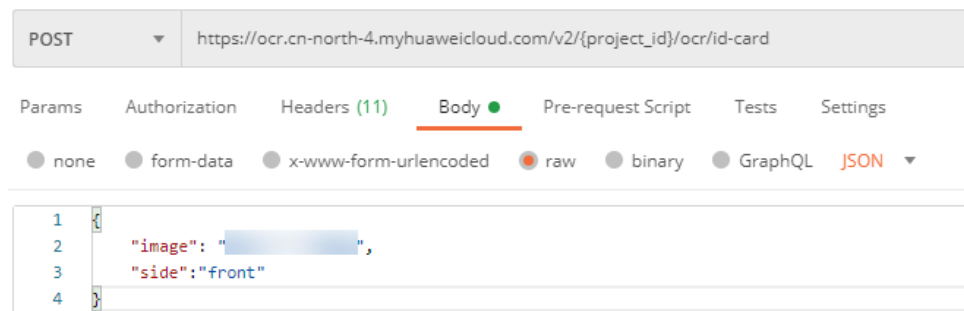 POST https://ocr.cn-north-4.myhuaweicloud.com/v2/{project_id}/ocr/id-card
Params Authorization Headers (11) Body Pre-request Script Tests Settings
none form-data x-www-form-urlencoded raw binary GraphQL JSON
1 {
2 "image": "",
3 "side":"front"
4 }